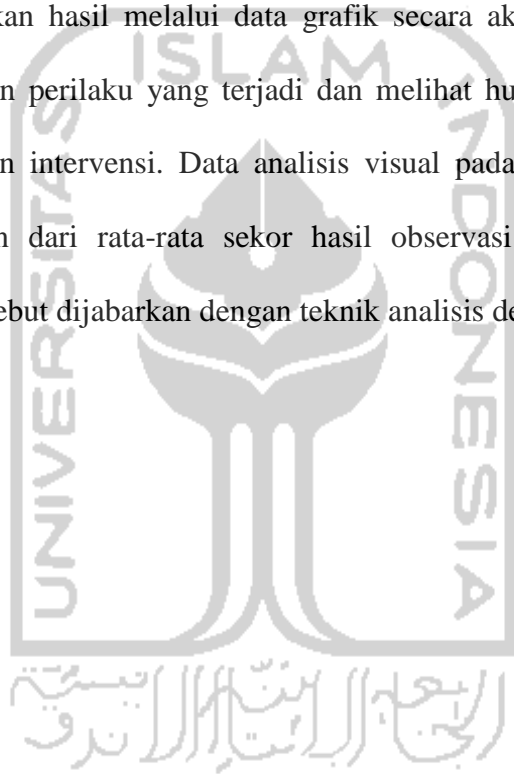 kan hasil melalui data grafik secara ak
n perilaku yang terjadi dan melihat hu
n intervensi. Data analisis visual pada
n dari rata-rata sekor hasil observasi
ebut dijabarkan dengan teknik analisis de
ISLAM
UNIVERSITAS
INDONESIA